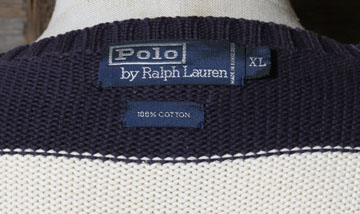 Polo
by Ralph Lauren
XL
100% COTTON